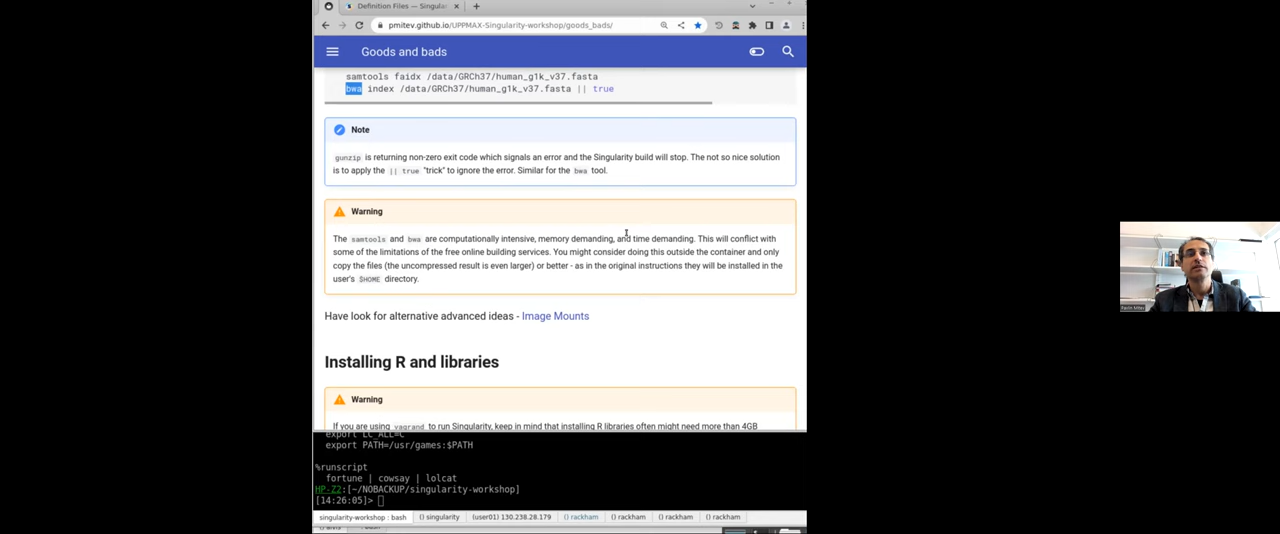 Definition Files — Singular
pmitev.github.io/UPPMAX-Singularity-workshop/goods_bads/
Goods and bads
samtools faidx /data/GRCh37/human_g1k_v37.fasta
bwa index /data/GRCh37/human_g1k_v37.fasta || true
Note
gunzip is returning non-zero exit code which signals an error and the Singularity build will stop. The not so nice solution
is to apply the || true "trick" to ignore the error. Similar for the bwa tool.
Warning
The samtools and bwa are computationally intensive, memory demanding, and time demanding. This will conflict with
some of the limitations of the free online building services. You might consider doing this outside the container and only
copy the files (the uncompressed result is even larger) or better - as in the original instructions they will be installed in the
user's $HOME directory.
Have look for alternative advanced ideas - Image Mounts
Installing R and libraries
Warning
If you are using vagrand to run Singularity, keep in mind that installing R libraries often might need more than 4GB
export LC_ALL=C
export PATH=/usr/games:$PATH
%runscript
fortune | cowsay | lolcat
HP-Z2:[~/NOBACKUP/singularity-workshop]
[14:26:05]>
singularity-workshop : bash () singularity (user01) 130.238.28.179 () rackham () rackham () rackham () rackham